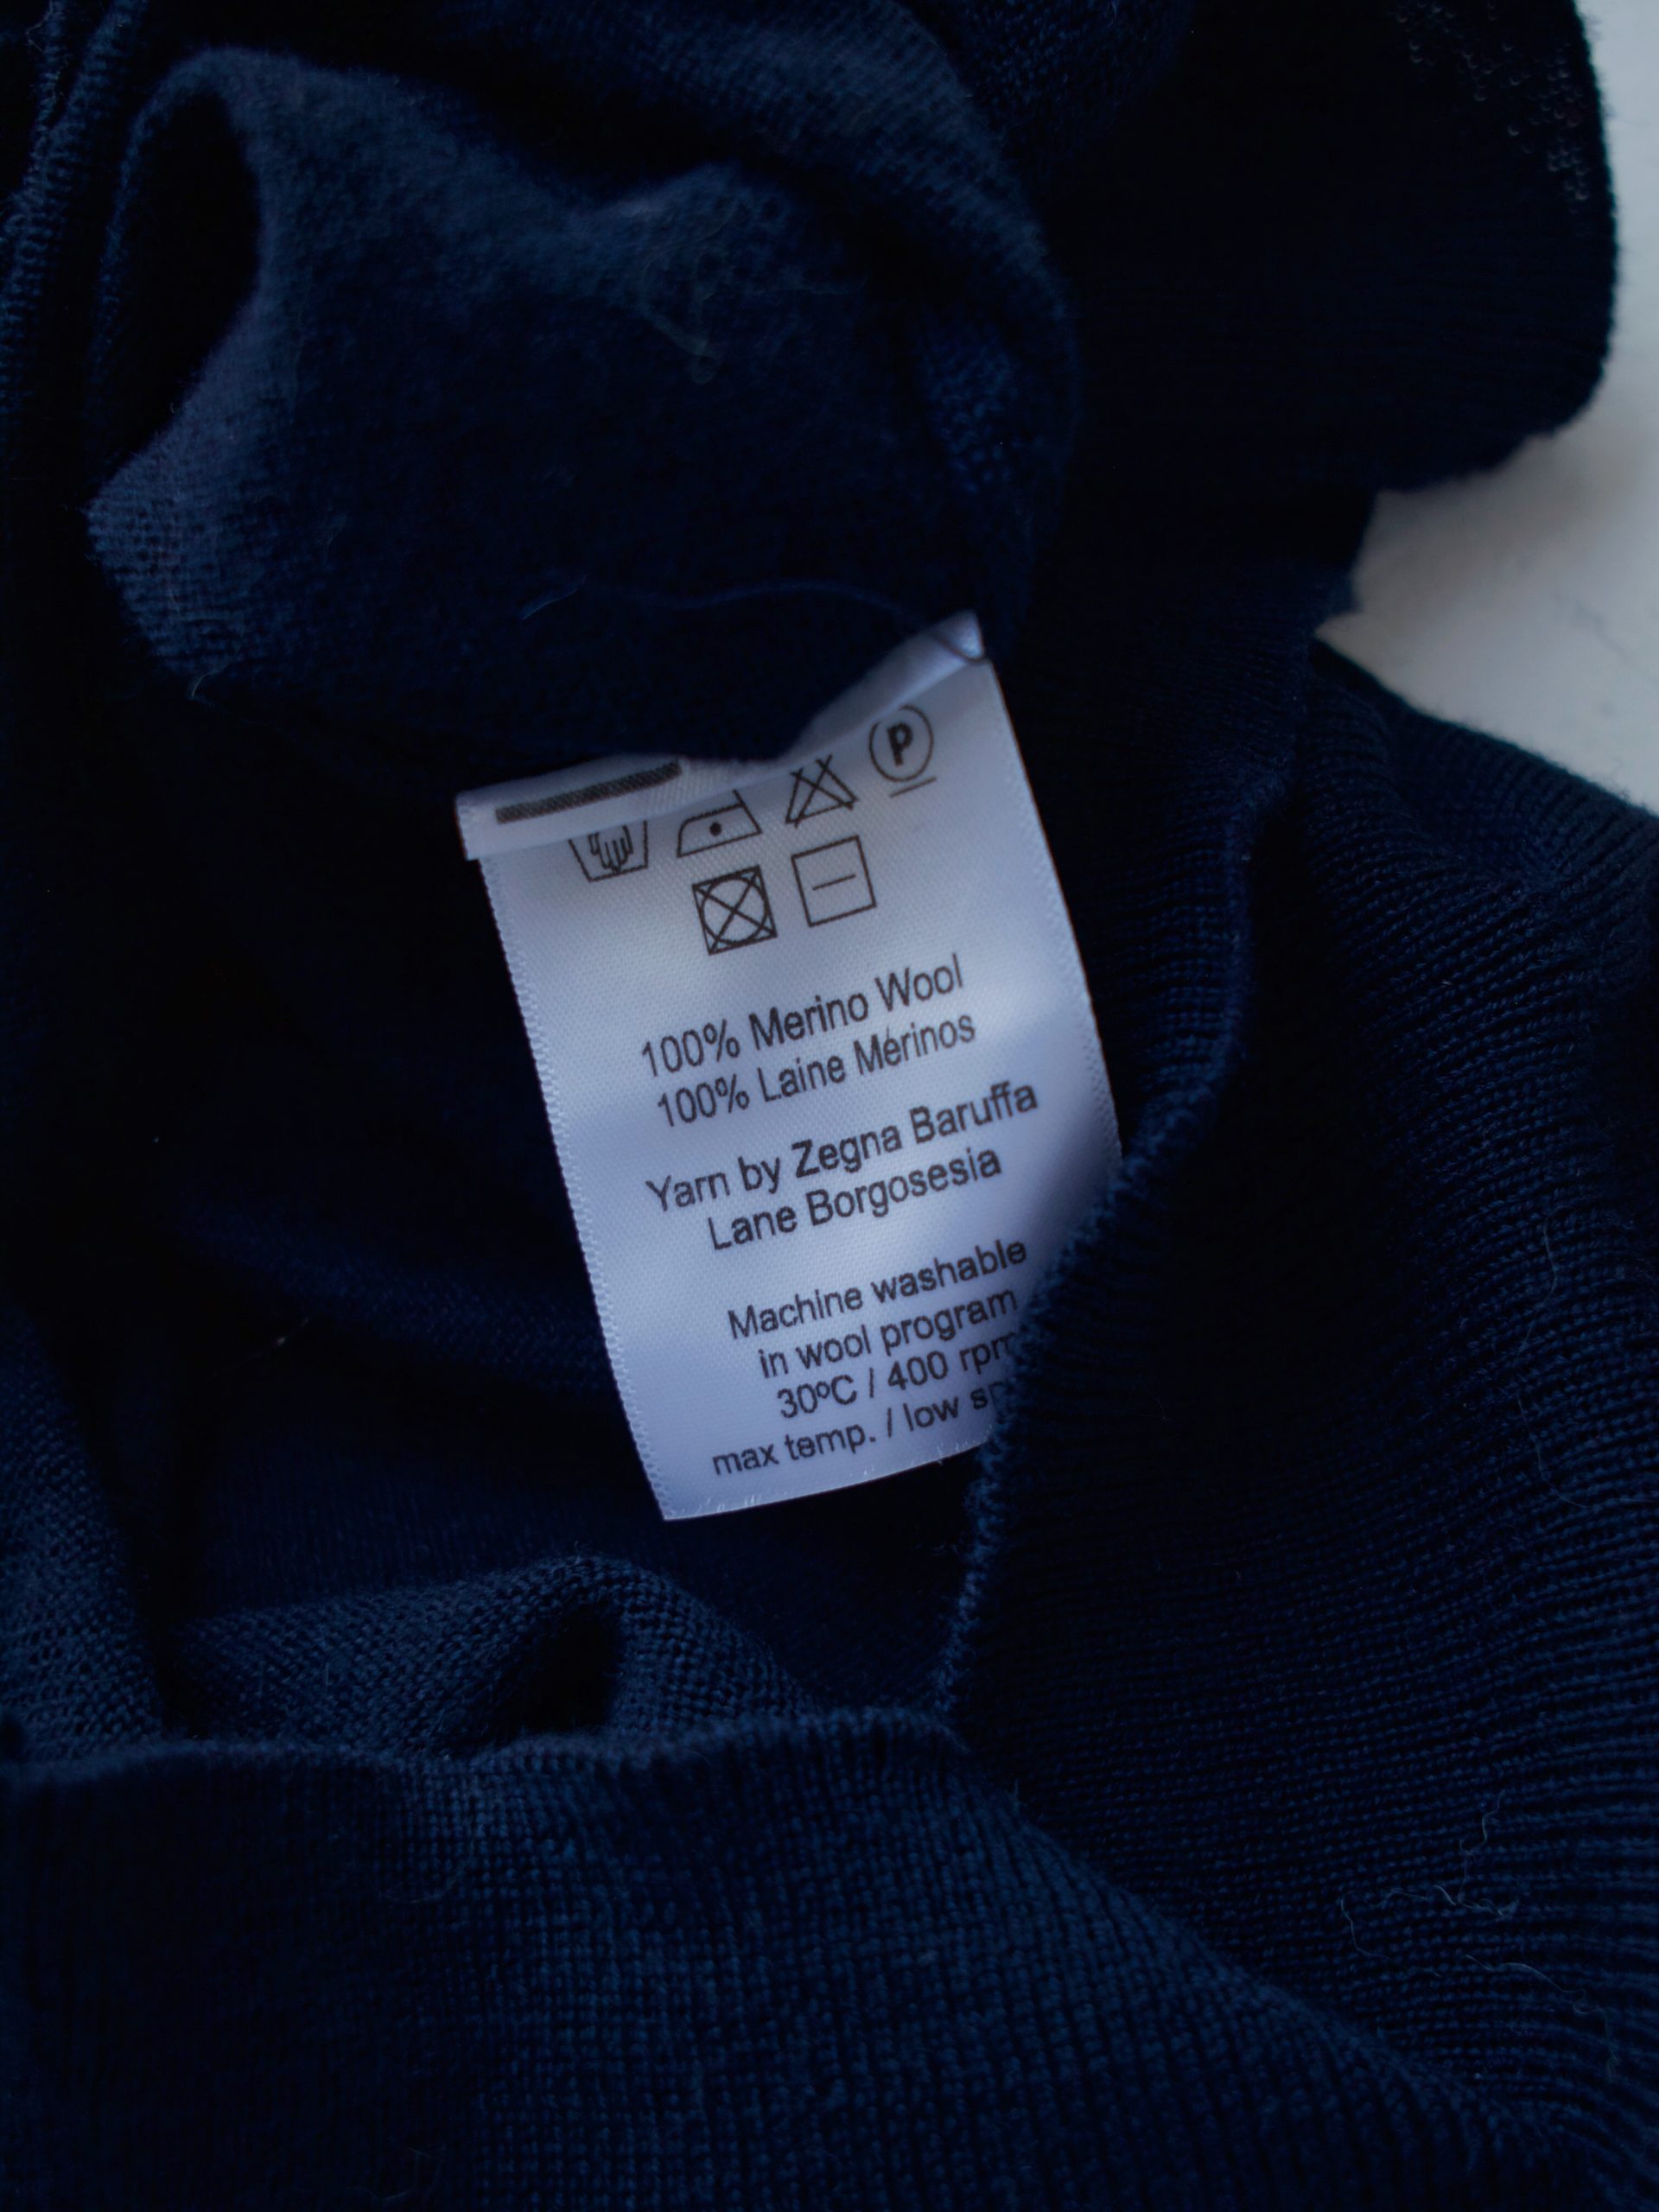 P
100% Merino Wool
100% Laine Mérinos
Yarn by Zegna Baruffa
Lane Borgosesia
Machine washable
in wool program
30ºC / 400 rpm
max temp. / low